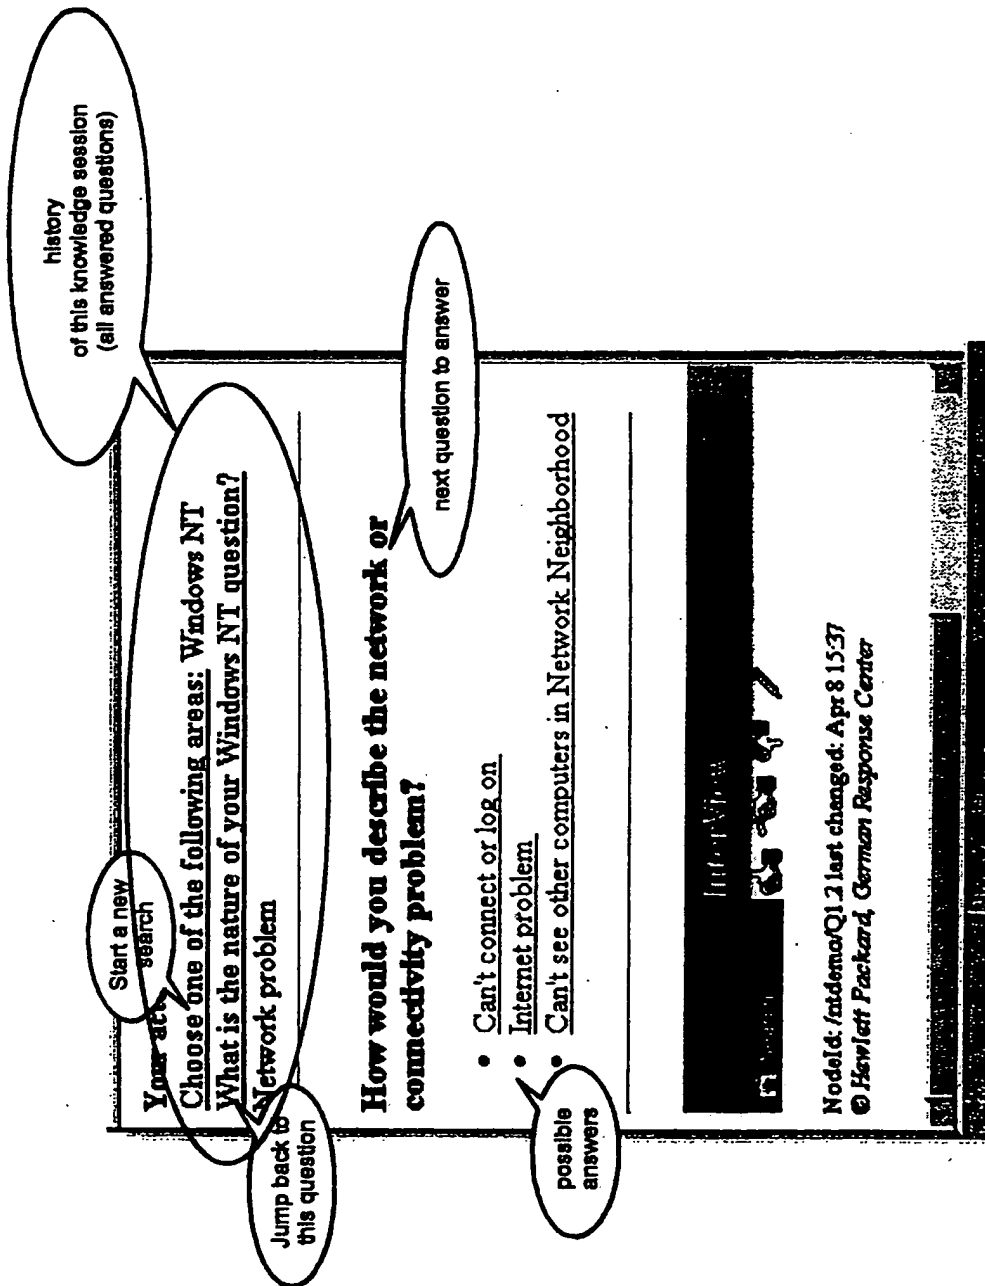 history
of this knowledge session
(all answered questions)
Start a new
search
Your
Choose one of the following areas: Windows NT
What is the nature of your Windows NT question?
Network problem
Jump back to
this question
next question to answer
How would you describe the network or
connectivity problem?
• Can't connect or log on
• Internet problem
• Can't see other computers in Network Neighborhood
possible
answers
InterView
NodeId: /ntdemo/Q1.2 last changed: Apr 8 15:37
© Hewlett Packard, German Response Center